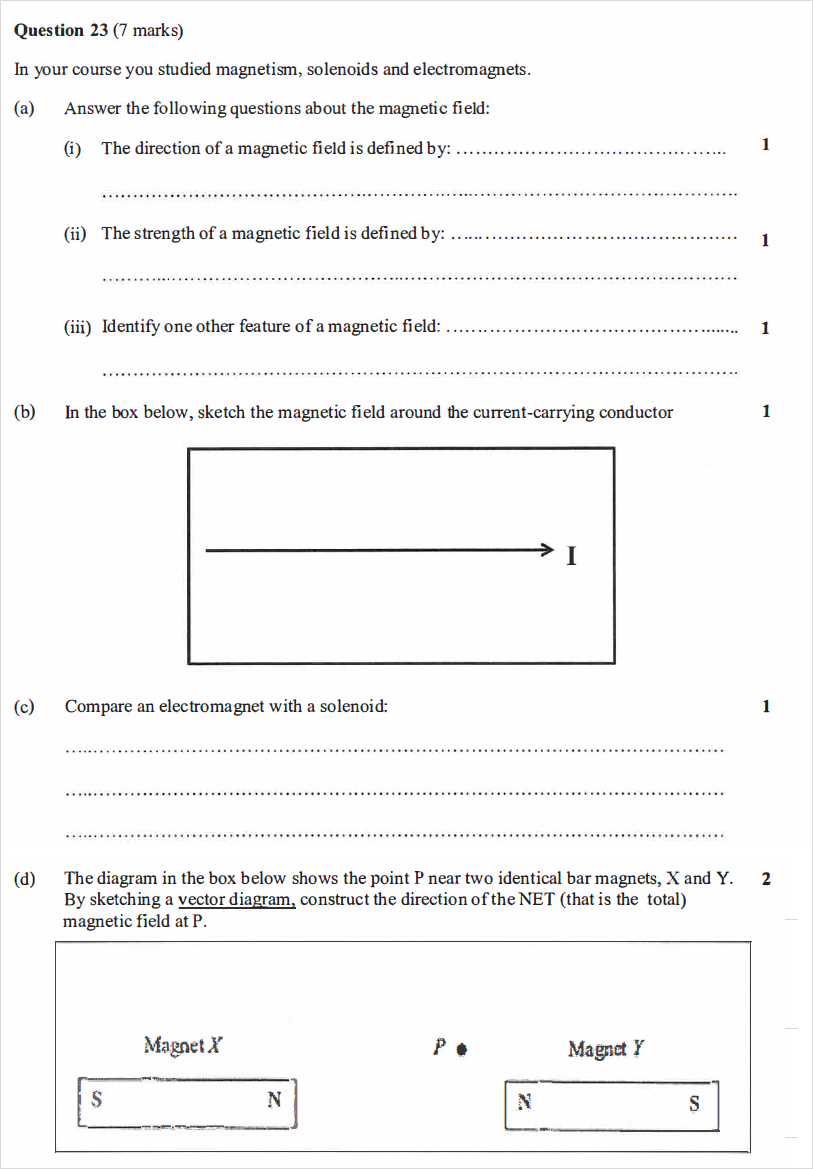 Question 23 (7 marks)
In your course you studied magnetism, solenoids and electromagnets.
(a) Answer the following questions about the magnetic field:
(i) The direction of a magnetic field is defined by: ................................................ 1
................................................................................
(ii) The strength of a magnetic field is defined by: ................................................ 1
................................................................................
(iii) Identify one other feature of a magnetic field: ................................................ 1
................................................................................
(b) In the box below, sketch the magnetic field around the current-carrying conductor 1
I
(c) Compare an electromagnet with a solenoid: 1
................................................................................
................................................................................
................................................................................
(d) The diagram in the box below shows the point P near two identical bar magnets, X and Y. 2
By sketching a vector diagram, construct the direction of the NET (that is the total)
magnetic field at P.
Magnet X P Magnet Y
S N N S